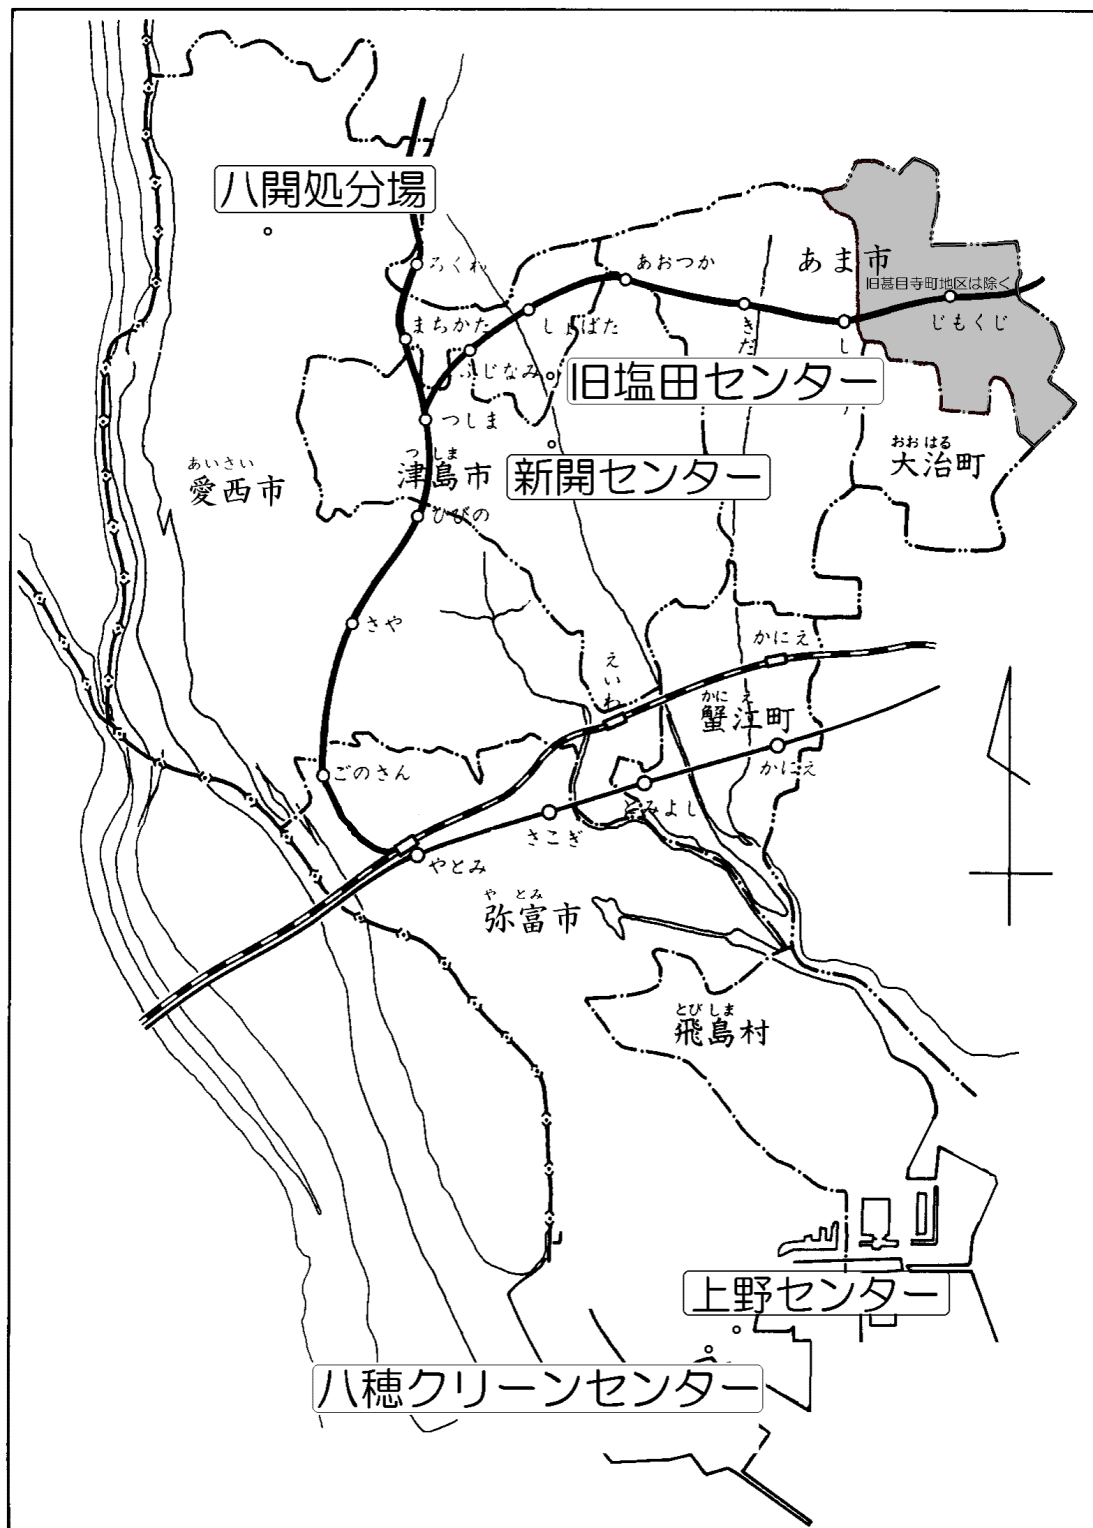 八開処分場
ろくわ
あおつか
あま市
旧甚目寺町地区は除く
まちかた
しょばた
きだ
じもくじ
ふじなみ
旧塩田センター
つしま
おおはる
大治町
あいさい
愛西市
つしま
津島市
新開センター
ひびの
さや
かにえ
えいわ
かにえ
蟹江町
ごのさん
かにえ
とみよし
さこぎ
やとみ
やとみ
弥富市
とびしま
飛島村
上野センター
八穂クリーンセンター